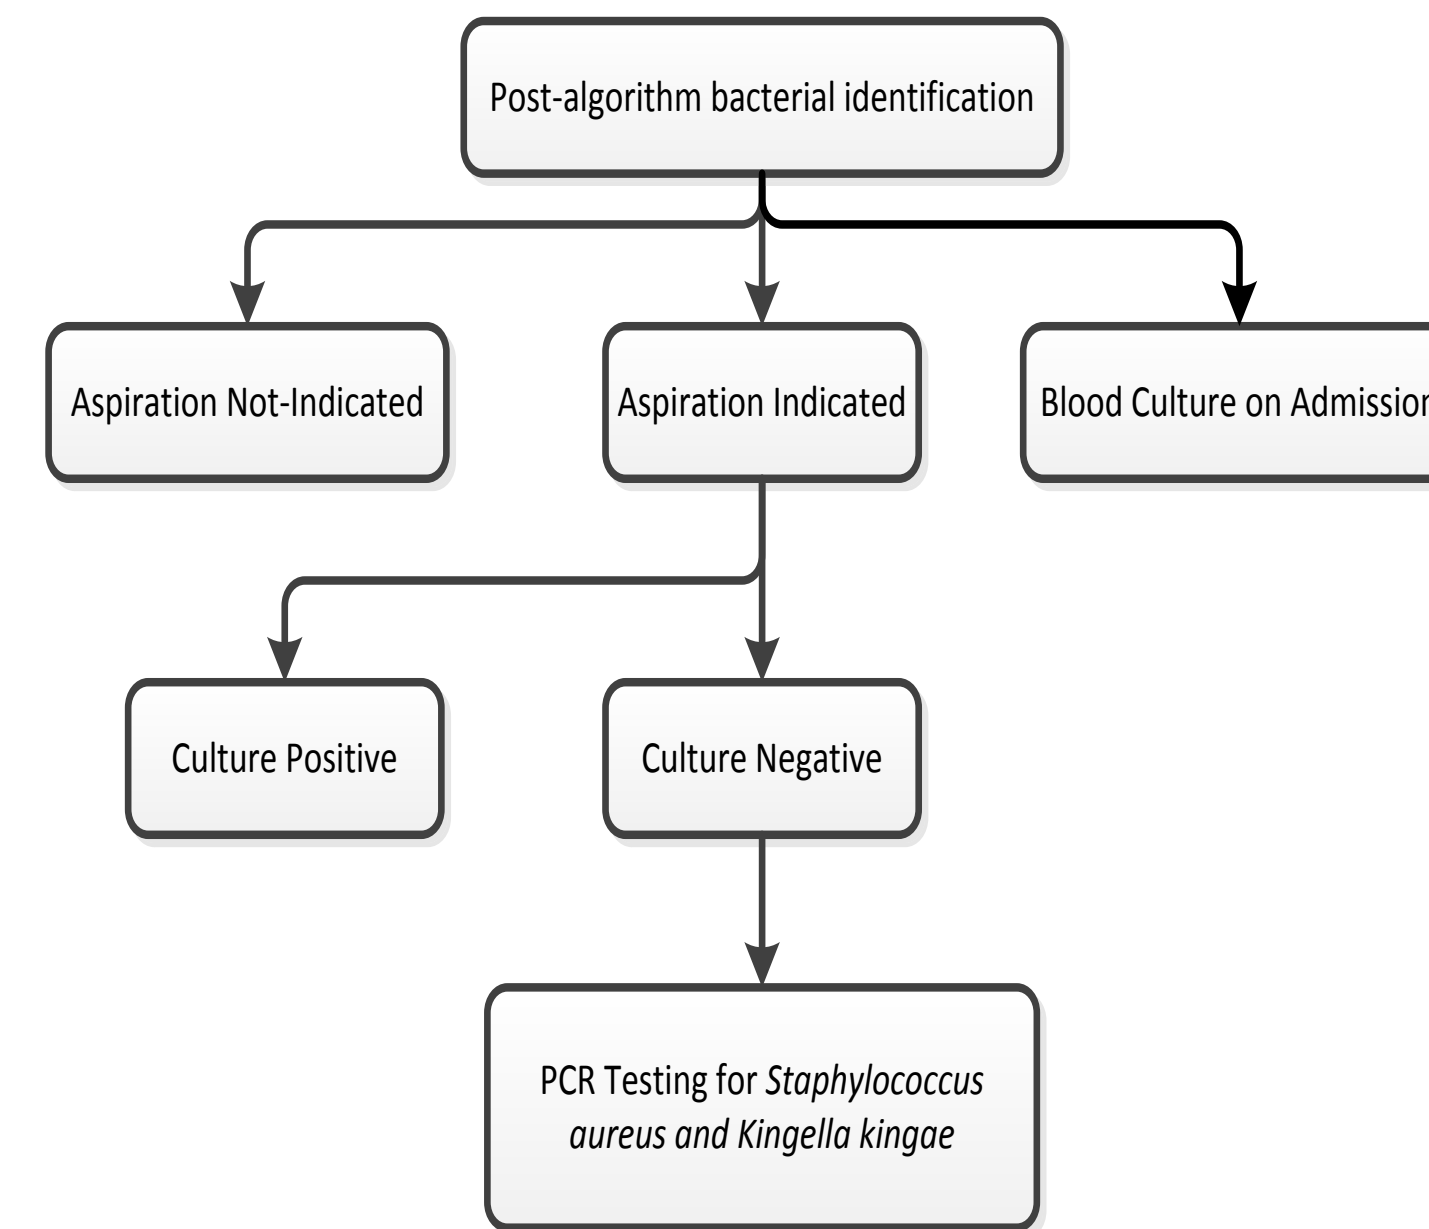 Post-algorithm bacterial identification
Aspiration Not-Indicated
Aspiration Indicated
Blood Culture on Admission
Culture Positive
Culture Negative
PCR Testing for Staphylococcus
aureus and Kingella kingae